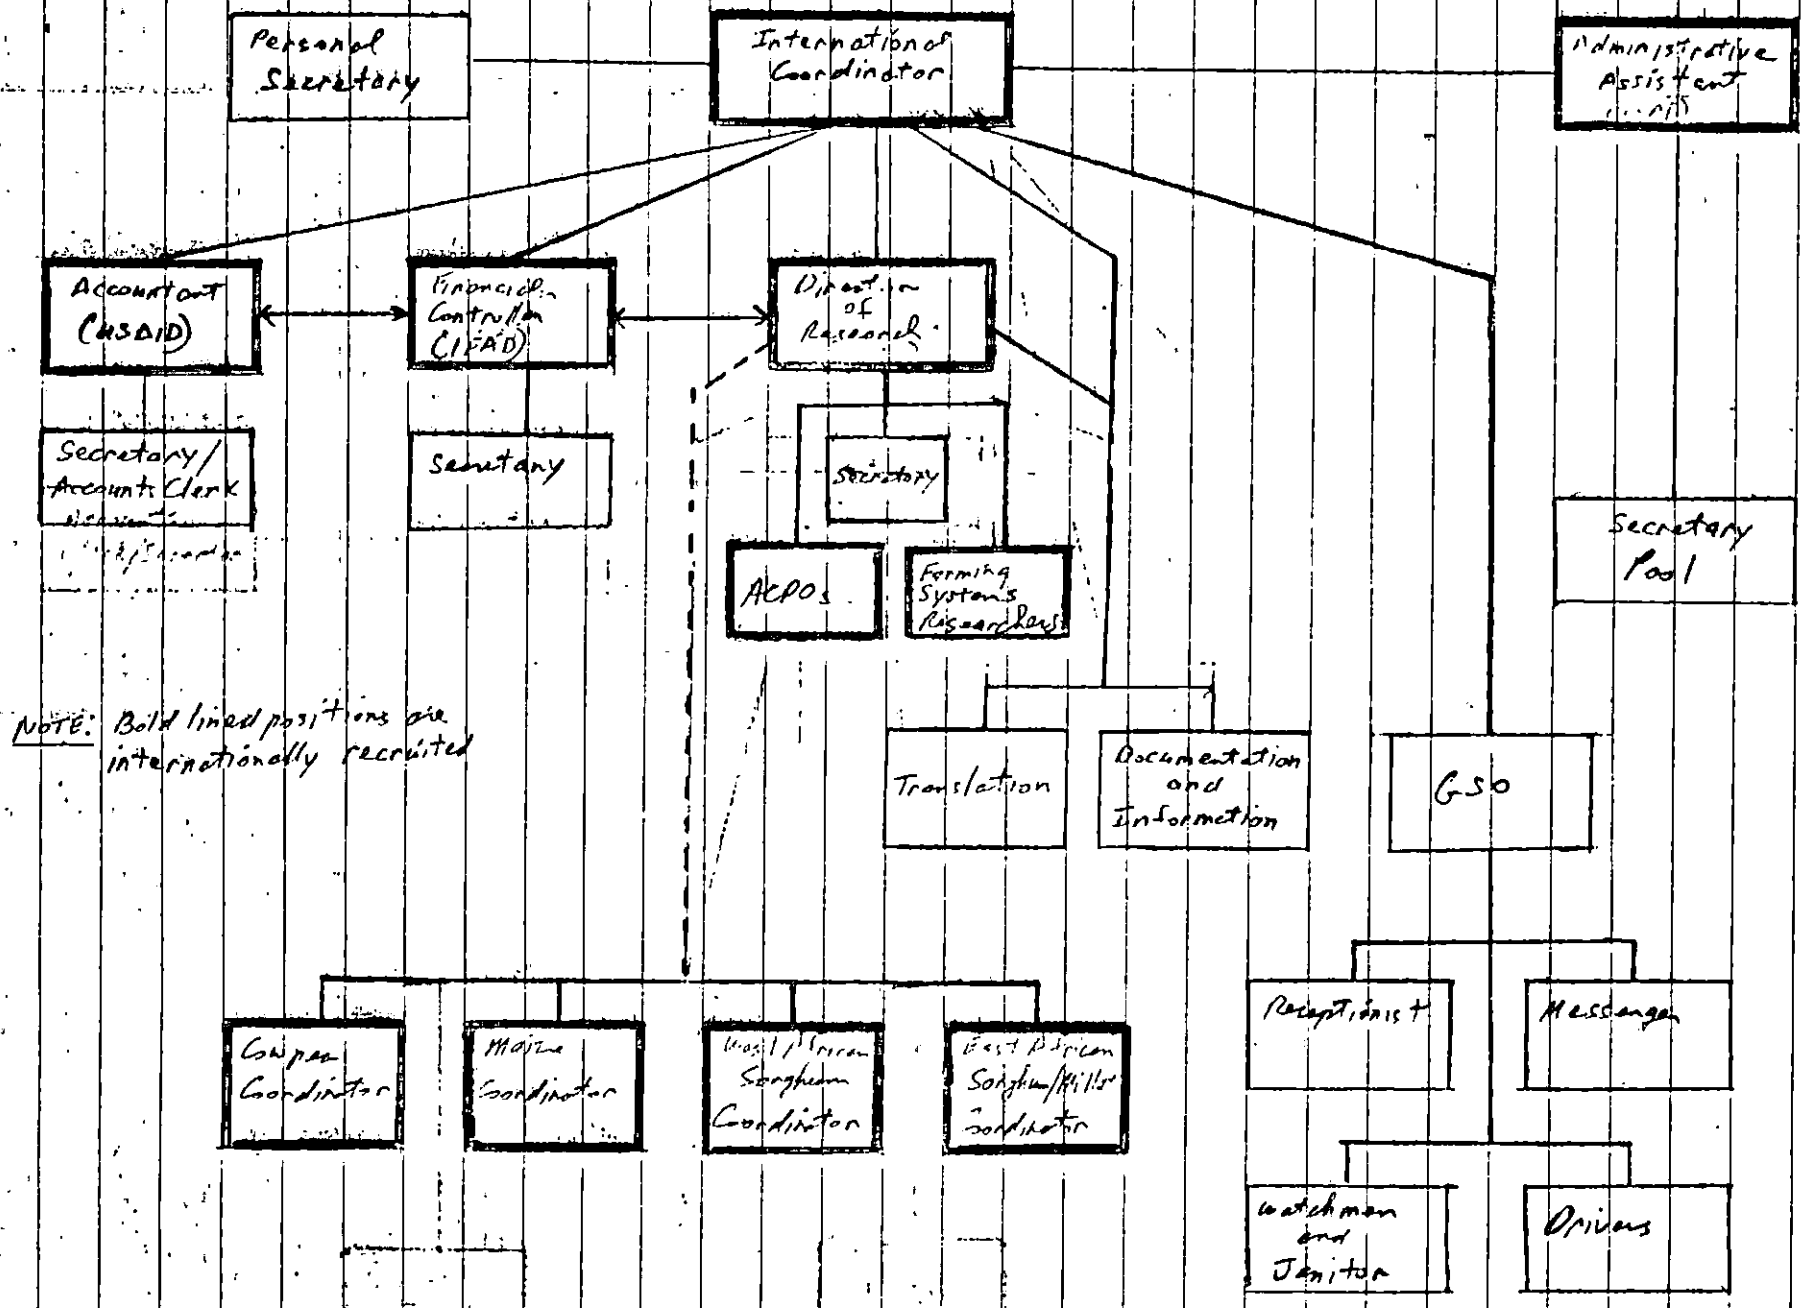 Personal
Secretary
International
Coordinator
Administrative
Assistant
Accountant
(USAID)
Financial
Controller
(IFAD)
Director
of
Research
Secretary/
Accounts Clerk
Secretary
Secretary
ACPOs
Farming
Systems
Researchers
Secretary
Pool
NOTE: Bold lined positions are
internationally recruited
Translation
Documentation
and
Information
GSO
Receptionist
Messenger
Cowpea
Coordinator
Maize
Coordinator
West African
Sorghum
Coordinator
East African
Sorghum/Millet
Coordinator
Watchman
and
Janitor
Drivers